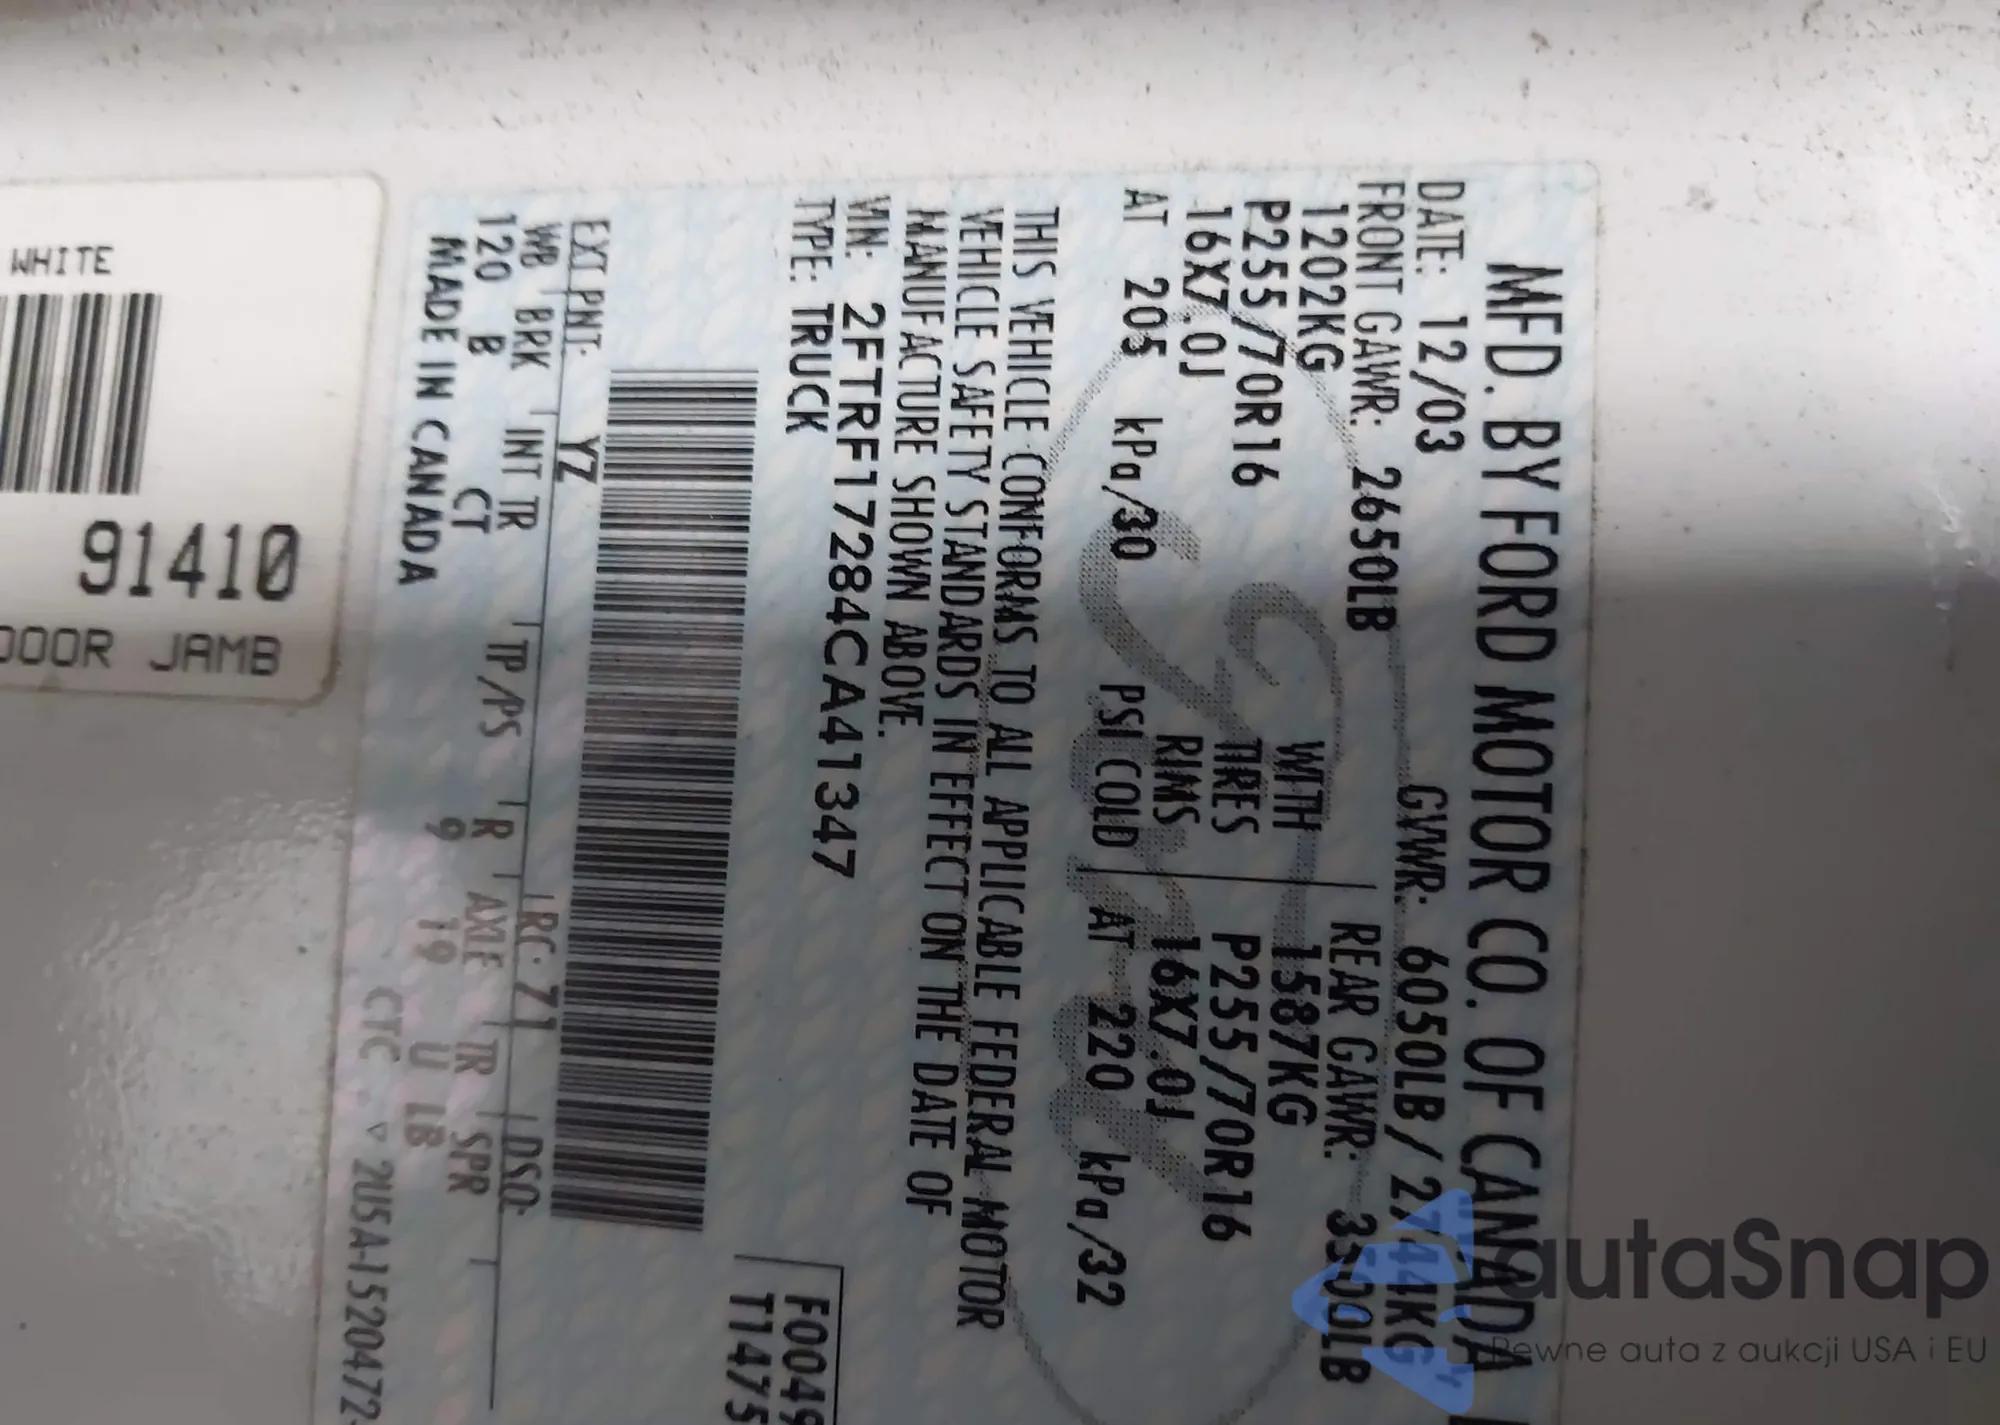 MFD. BY FORD MOTOR CO. OF CANADA
DATE: 12/03 GVWR: 6050LB/2744KG
FRONT GAWR: 2650LB REAR GAWR: 3500LB
1202KG WITH 1587KG
P255/70R16 TIRES P255/70R16
16X7.0J RIMS 16X7.0J
AT 205 kPa/30 PSI COLD AT 220 kPa/32
THIS VEHICLE CONFORMS TO ALL APPLICABLE FEDERAL MOTOR
VEHICLE SAFETY STANDARDS IN EFFECT ON THE DATE OF
MANUFACTURE SHOWN ABOVE.
VIN: 2FTRF17284CA41347
TYPE: TRUCK
F0049
T1475
EXT PNT: YZ RC: 71 DSO:
WB BRK INT TR TP/PS R AXLE TR SPR
120 B CT 9 19 U LB
MADE IN CANADA
WHITE
91410
DOOR JAMB
autaSnap
Pewne auta z aukcji USA i EU